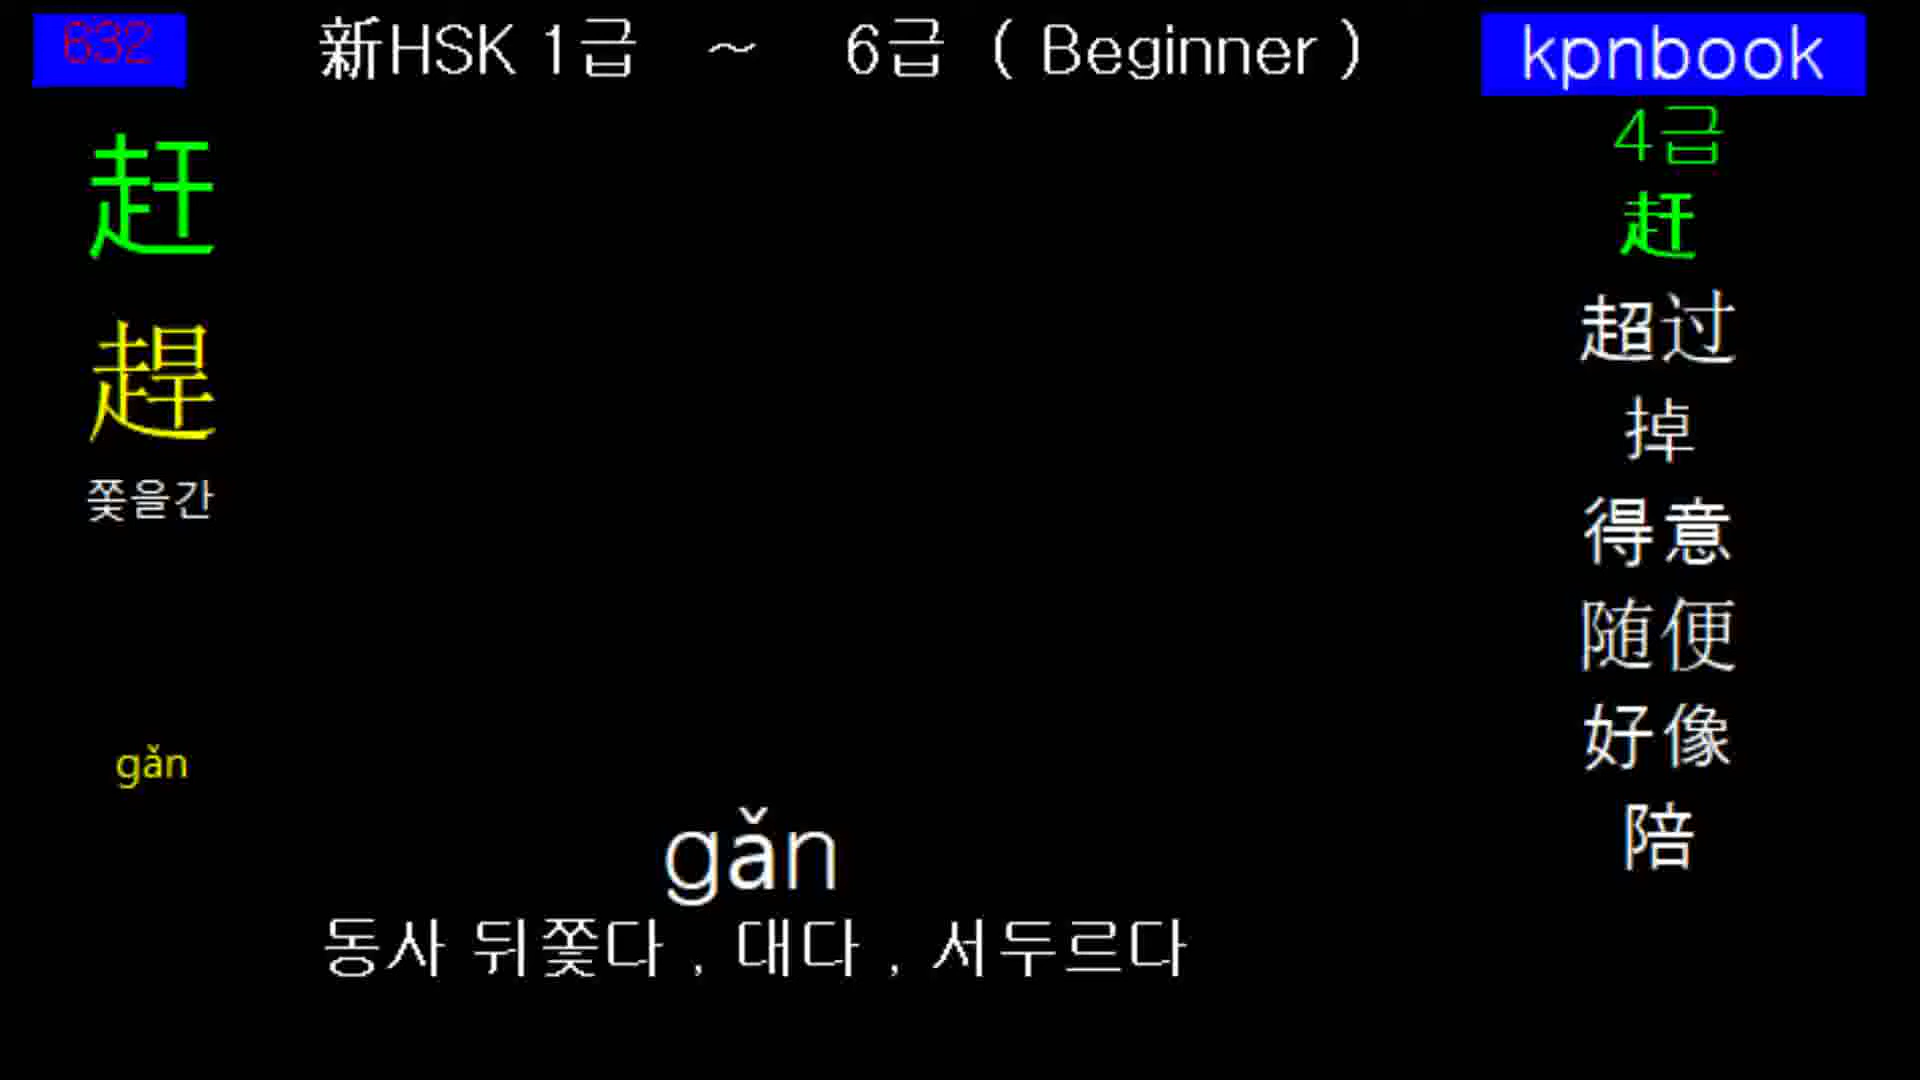 632
新HSK 1급 ~ 6급 ( Beginner )
kpnbook
赶
趕
쫓을간
gǎn
gǎn
동사 뒤쫓다 , 대다 , 서두르다
4급
赶
超过
掉
得意
随便
好像
陪